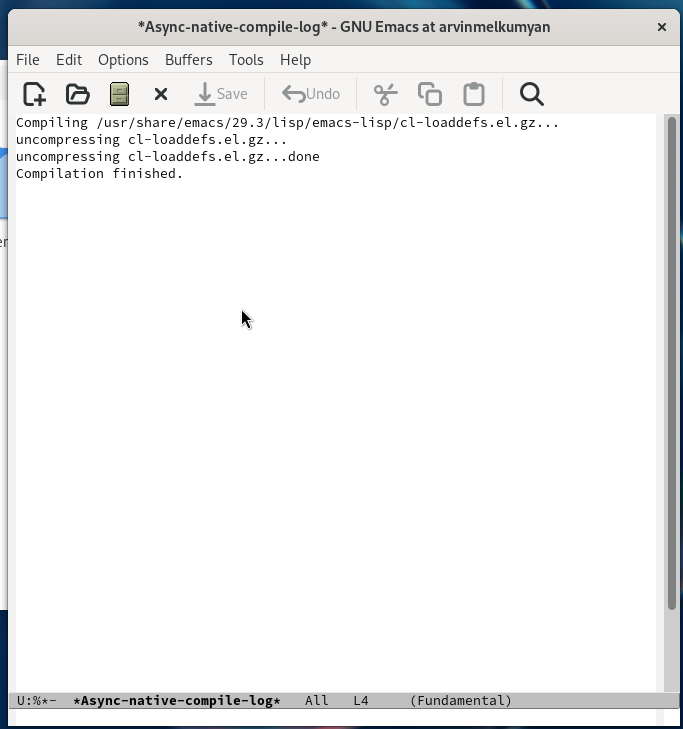 *Async-native-compile-log* - GNU Emacs at arvinmelkumyan
File Edit Options Buffers Tools Help
Save Undo
Compiling /usr/share/emacs/29.3/lisp/emacs-lisp/cl-loaddefs.el.gz...
uncompressing cl-loaddefs.el.gz...
uncompressing cl-loaddefs.el.gz...done
Compilation finished.
U:%*- *Async-native-compile-log* All L4 (Fundamental)